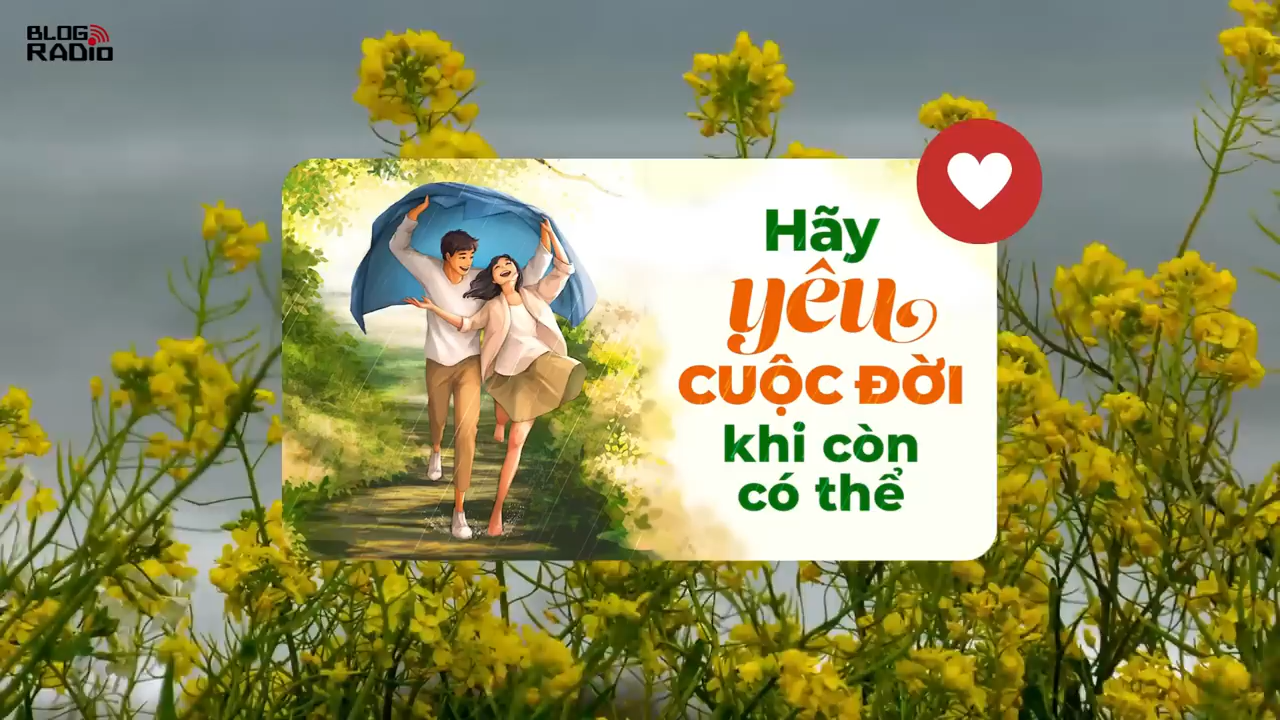 BLOG
RADIO
Hãy
yêu
CUỘC ĐỜI
khi còn
có thể